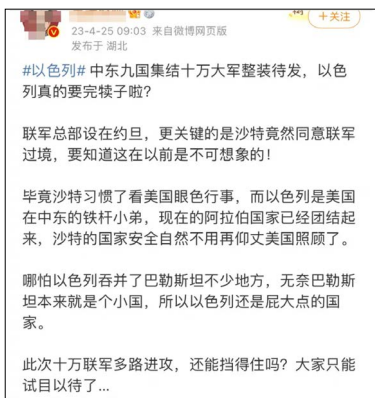 +关注
23-4-25 09:03 来自微博网页版
发布于 湖北
#以色列# 中东九国集结十万大军整装待发，以色
列真的要完犊子啦？
联军总部设在约旦，更关键的是沙特竟然同意联军
过境，要知道这在以前是不可想象的！
毕竟沙特习惯了看美国眼色行事，而以色列是美国
在中东的铁杆小弟，现在的阿拉伯国家已经团结起
来，沙特的国家安全自然不用再仰丈美国照顾了。
哪怕以色列吞并了巴勒斯坦不少地方，无奈巴勒斯
坦本来就是个小国，所以以色列还是屁大点的国
家。
此次十万联军多路进攻，还能挡得住吗？大家只能
试目以待了...